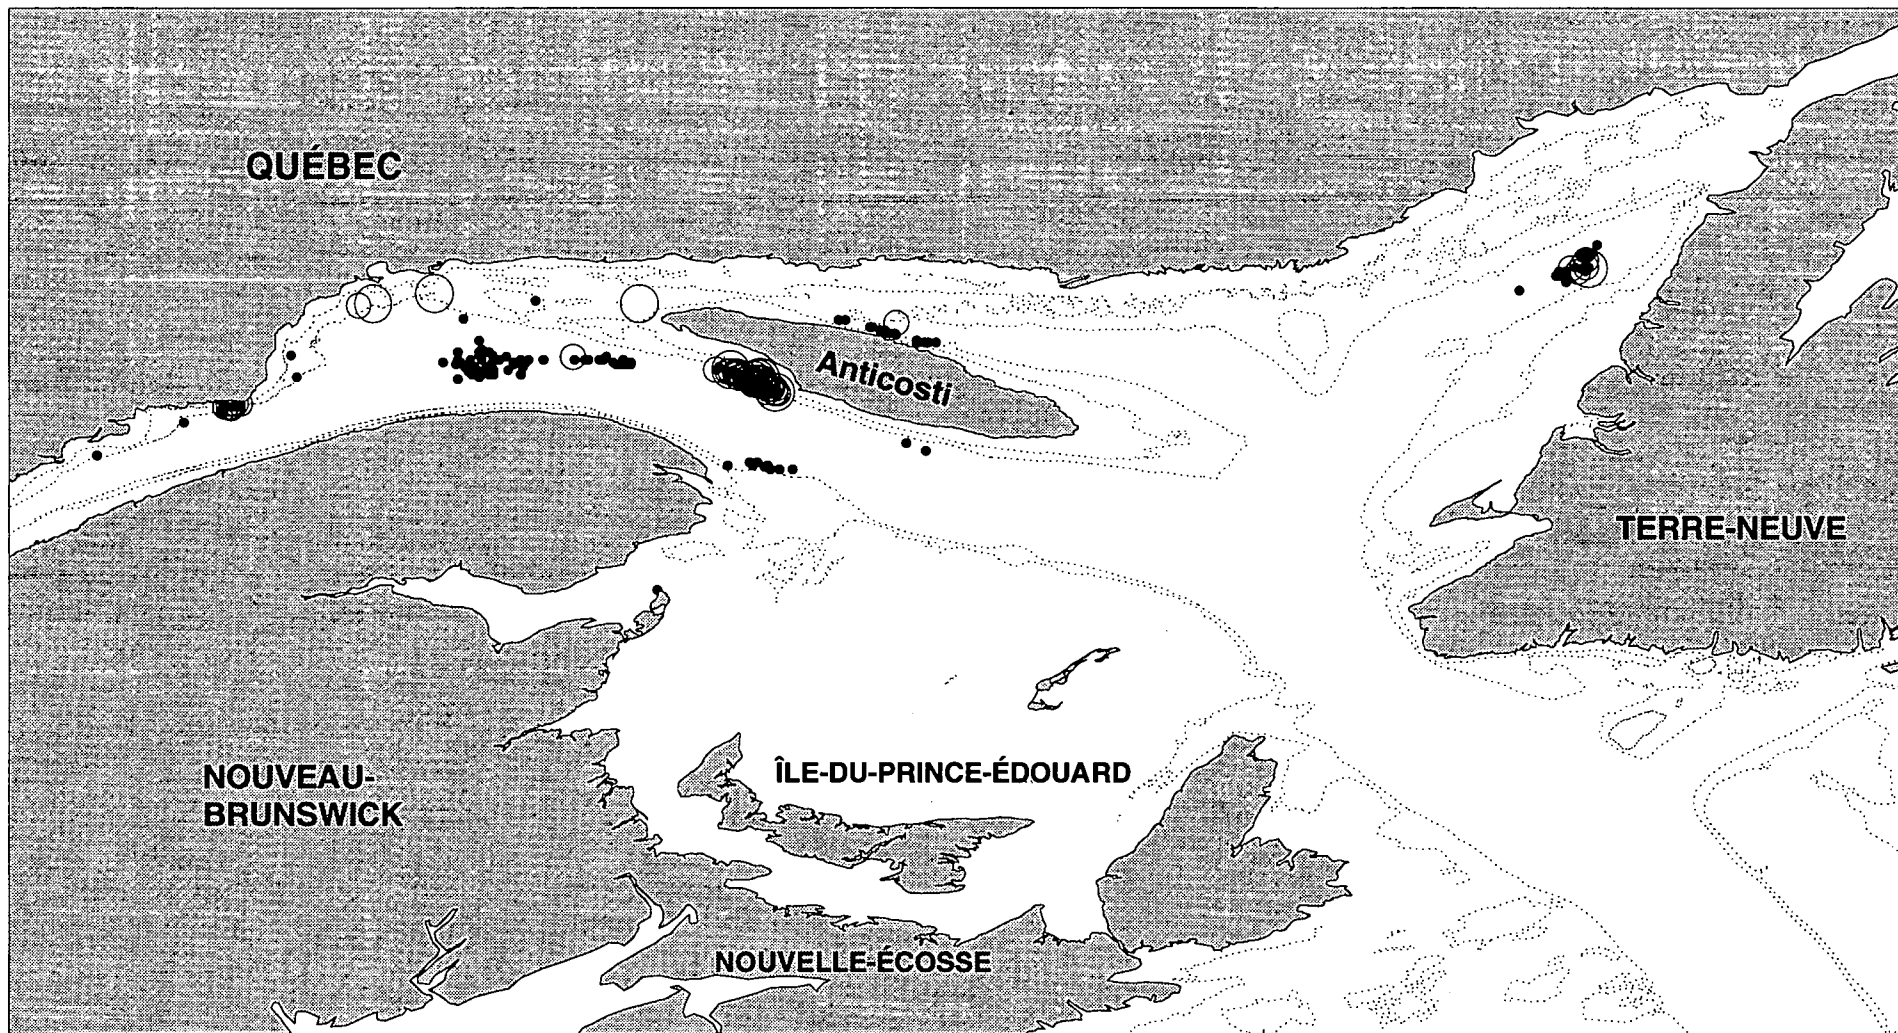 QUÉBEC
Anticosti
TERRE-NEUVE
NOUVEAU-
BRUNSWICK
ÎLE-DU-PRINCE-ÉDOUARD
NOUVELLE-ÉCOSSE